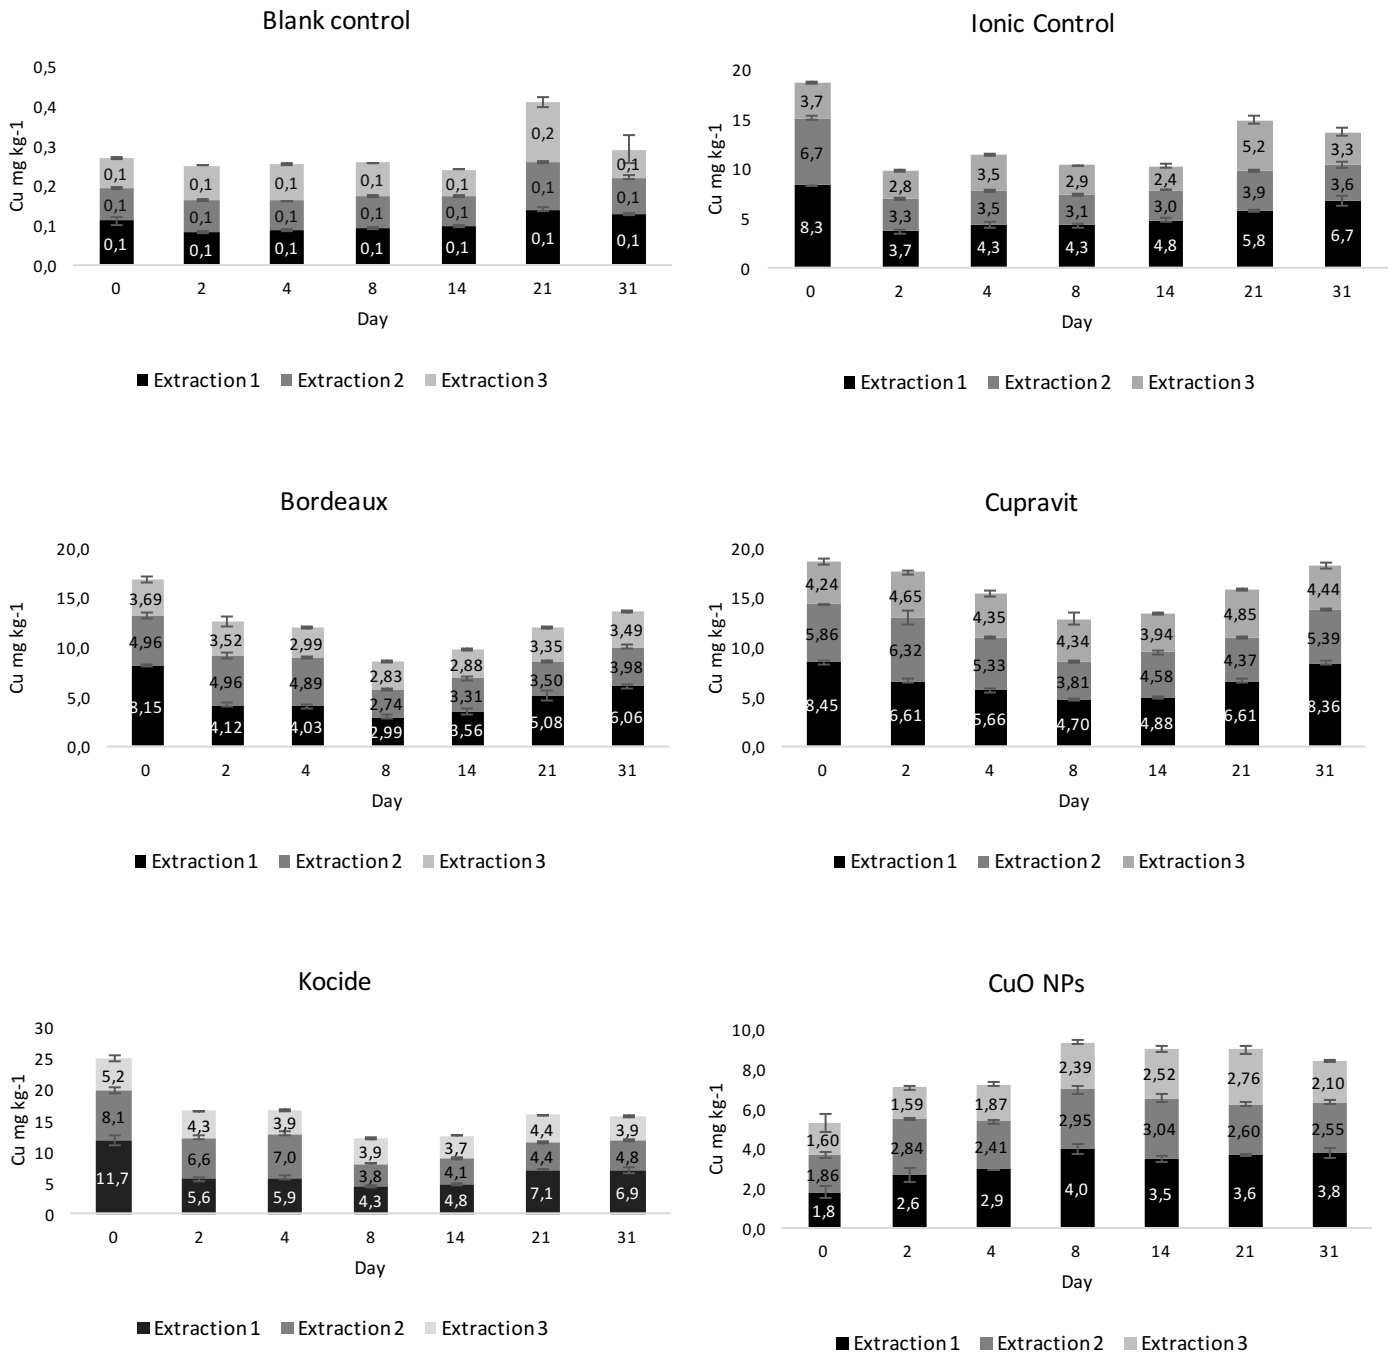 Blank control
Cu mg kg-1
0,5
0,4
0,3
0,2
0,1
0,0
0,1 0,1 0,1 0,1 0,1 0,2 0,1
0,1 0,1 0,1 0,1 0,1 0,1 0,1
0,1 0,1 0,1 0,1 0,1 0,1 0,1
0 2 4 8 14 21 31
Day
Extraction 1 Extraction 2 Extraction 3
Ionic Control
Cu mg kg-1
20
15
10
5
0
3,7 2,8 3,5 2,9 2,4 5,2 3,3
6,7 3,3 3,5 3,1 3,0 3,9 3,6
8,3 3,7 4,3 4,3 4,8 5,8 6,7
0 2 4 8 14 21 31
Day
Extraction 1 Extraction 2 Extraction 3
Bordeaux
Cu mg kg-1
20,0
15,0
10,0
5,0
0,0
3,69 3,52 2,99 2,83 2,88 3,35 3,49
4,96 4,96 4,89 2,74 3,31 3,50 3,98
8,15 4,12 4,03 2,99 3,56 5,08 6,06
0 2 4 8 14 21 31
Day
Extraction 1 Extraction 2 Extraction 3
Cupravit
Cu mg kg-1
20,0
15,0
10,0
5,0
0,0
4,24 4,65 4,35 4,34 3,94 4,85 4,44
5,86 6,32 5,33 3,81 4,58 4,37 5,39
8,45 6,61 5,66 4,70 4,88 6,61 8,36
0 2 4 8 14 21 31
Day
Extraction 1 Extraction 2 Extraction 3
Kocide
Cu mg kg-1
30
25
20
15
10
5
0
5,2 4,3 3,9 3,9 3,7 4,4 3,9
8,1 6,6 7,0 3,8 4,1 4,4 4,8
11,7 5,6 5,9 4,3 4,8 7,1 6,9
0 2 4 8 14 21 31
Day
Extraction 1 Extraction 2 Extraction 3
CuO NPs
Cu mg kg-1
10,0
8,0
6,0
4,0
2,0
0,0
1,60 1,59 1,87 2,39 2,52 2,76 2,10
1,86 2,84 2,41 2,95 3,04 2,60 2,55
1,8 2,6 2,9 4,0 3,5 3,6 3,8
0 2 4 8 14 21 31
Day
Extraction 1 Extraction 2 Extraction 3